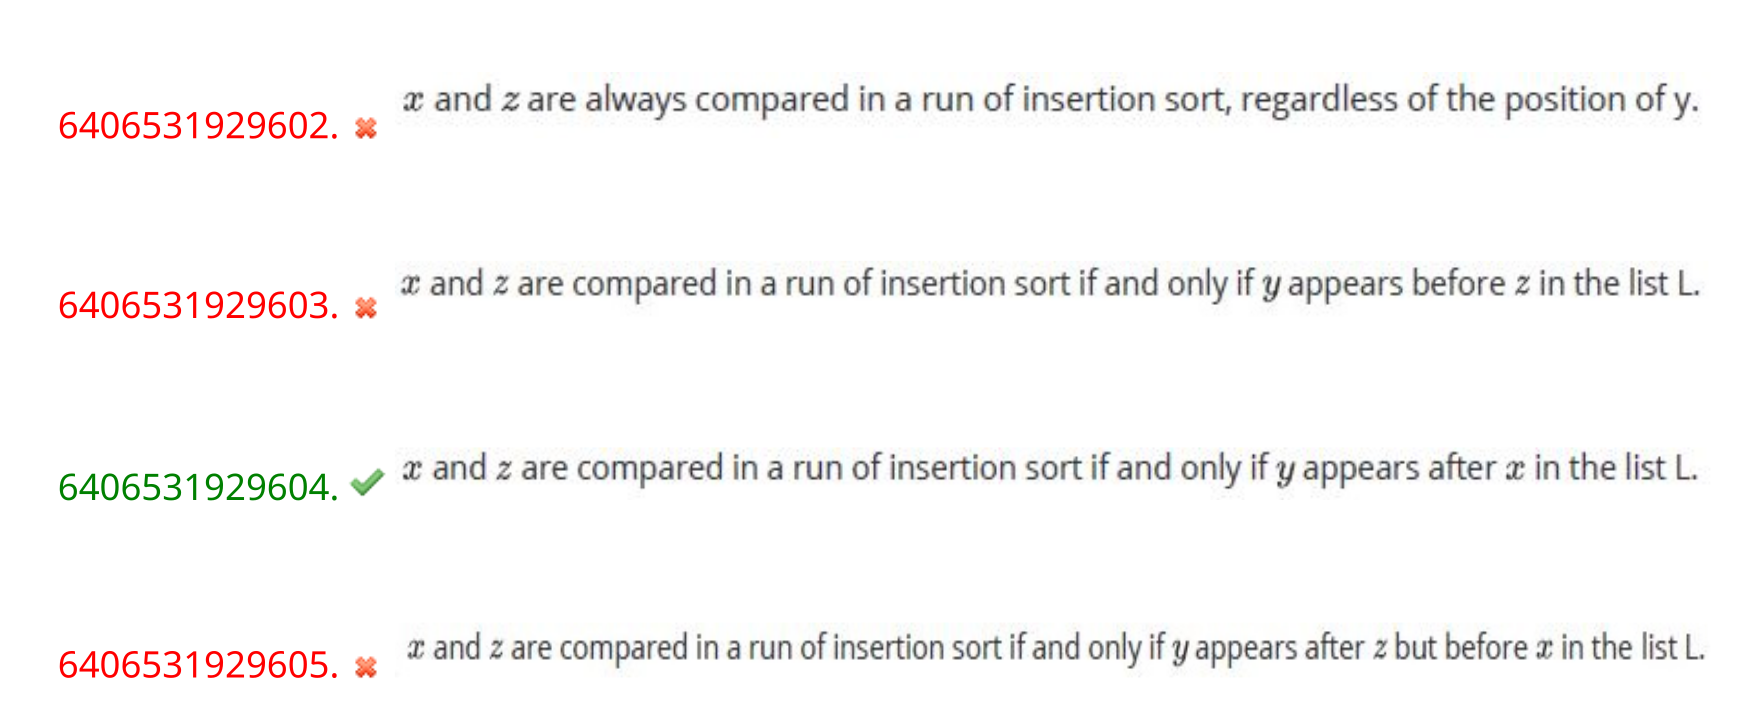 6406531929602. ✖ x and z are always compared in a run of insertion sort, regardless of the position of y.
6406531929603. ✖ x and z are compared in a run of insertion sort if and only if y appears before z in the list L.
6406531929604. ✔ x and z are compared in a run of insertion sort if and only if y appears after x in the list L.
6406531929605. ✖ x and z are compared in a run of insertion sort if and only if y appears after z but before x in the list L.